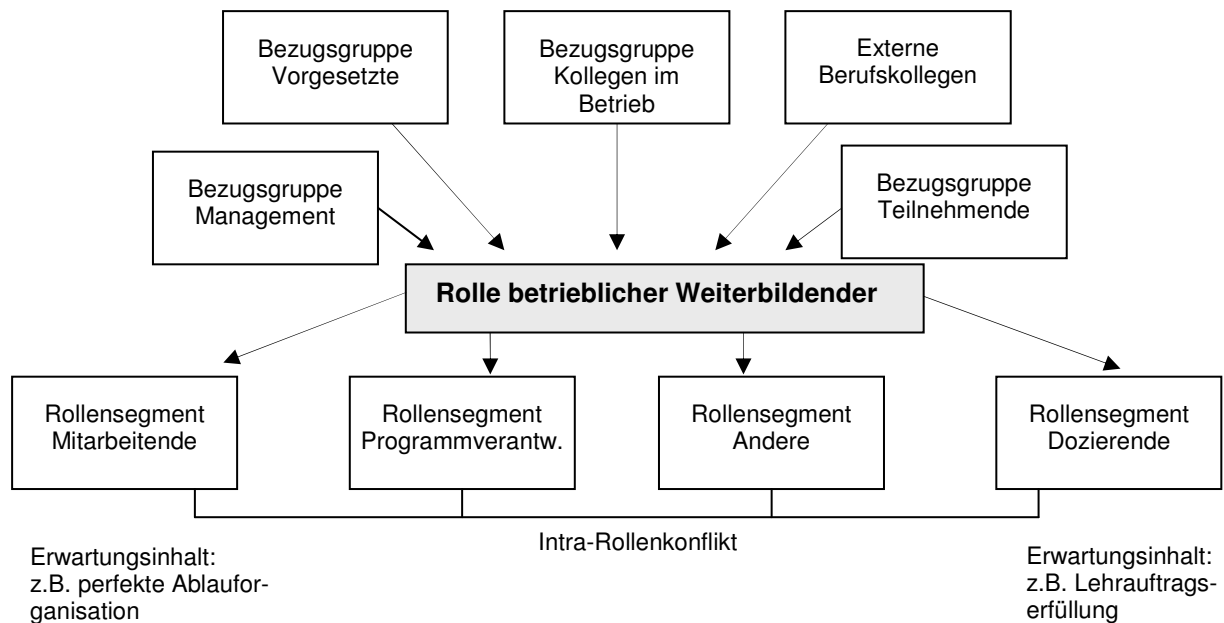 Bezugsgruppe
Vorgesetzte
Bezugsgruppe
Kollegen im
Betrieb
Externe
Berufskollegen
Bezugsgruppe
Management
Bezugsgruppe
Teilnehmende
Rolle betrieblicher Weiterbildender
Rollensegment
Mitarbeitende
Rollensegment
Programmverantw.
Rollensegment
Andere
Rollensegment
Dozierende
Intra-Rollenkonflikt
Erwartungsinhalt:
z.B. perfekte Ablaufor-
ganisation
Erwartungsinhalt:
z.B. Lehrauftrags-
erfüllung